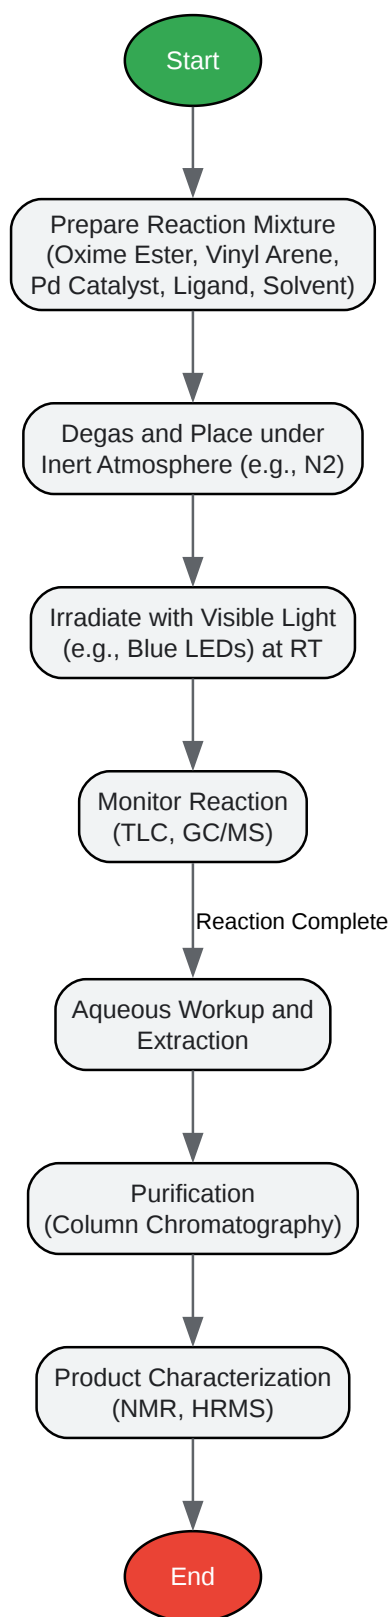 Start
Prepare Reaction Mixture
(Oxime Ester, Vinyl Arene,
Pd Catalyst, Ligand, Solvent)
Degas and Place under
Inert Atmosphere (e.g., N2)
Irradiate with Visible Light
(e.g., Blue LEDs) at RT
Monitor Reaction
(TLC, GC/MS)
Reaction Complete
Aqueous Workup and
Extraction
Purification
(Column Chromatography)
Product Characterization
(NMR, HRMS)
End